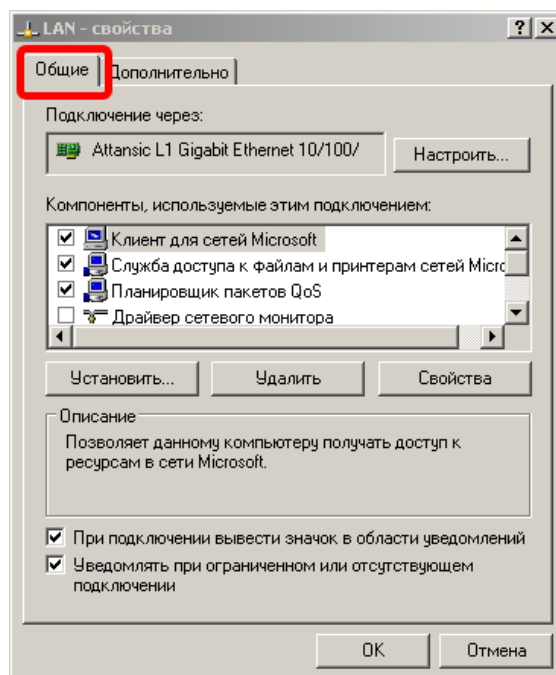 LAN - свойства
Общие
Дополнительно
Подключение через:
Attansic L1 Gigabit Ethernet 10/100/
Настроить...
Компоненты, используемые этим подключением:
Клиент для сетей Microsoft
Служба доступа к файлам и принтерам сетей Micro
Планировщик пакетов QoS
Драйвер сетевого монитора
Установить...
Удалить
Свойства
Описание
Позволяет данному компьютеру получать доступ к
ресурсам в сети Microsoft.
При подключении вывести значок в области уведомлений
Уведомлять при ограниченном или отсутствующем
подключении
OK
Отмена